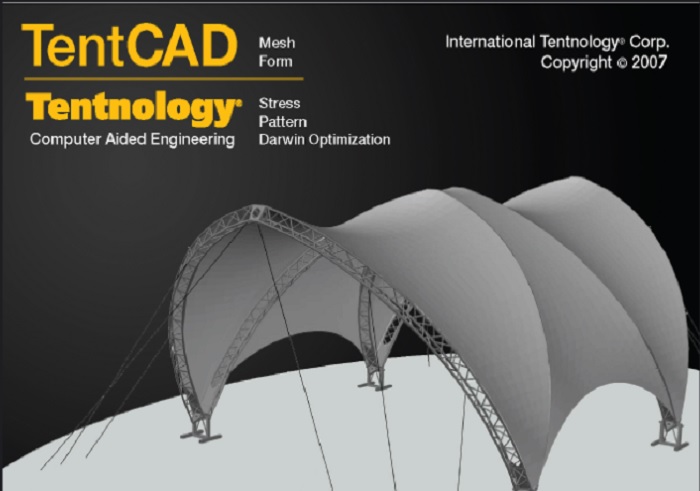 TentCAD
Mesh
Form
Tentnology®
Computer Aided Engineering
Stress
Pattern
Darwin Optimization
International Tentnology® Corp.
Copyright © 2007